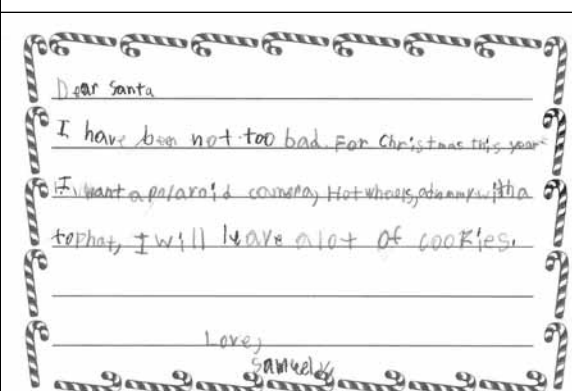 Dear Santa
I have been not too bad. For Christmas this year
I want a polaroid camera, Hot wheels, a dummy with a
tophat, I will leave alot of cookies.
Love,
Samuel